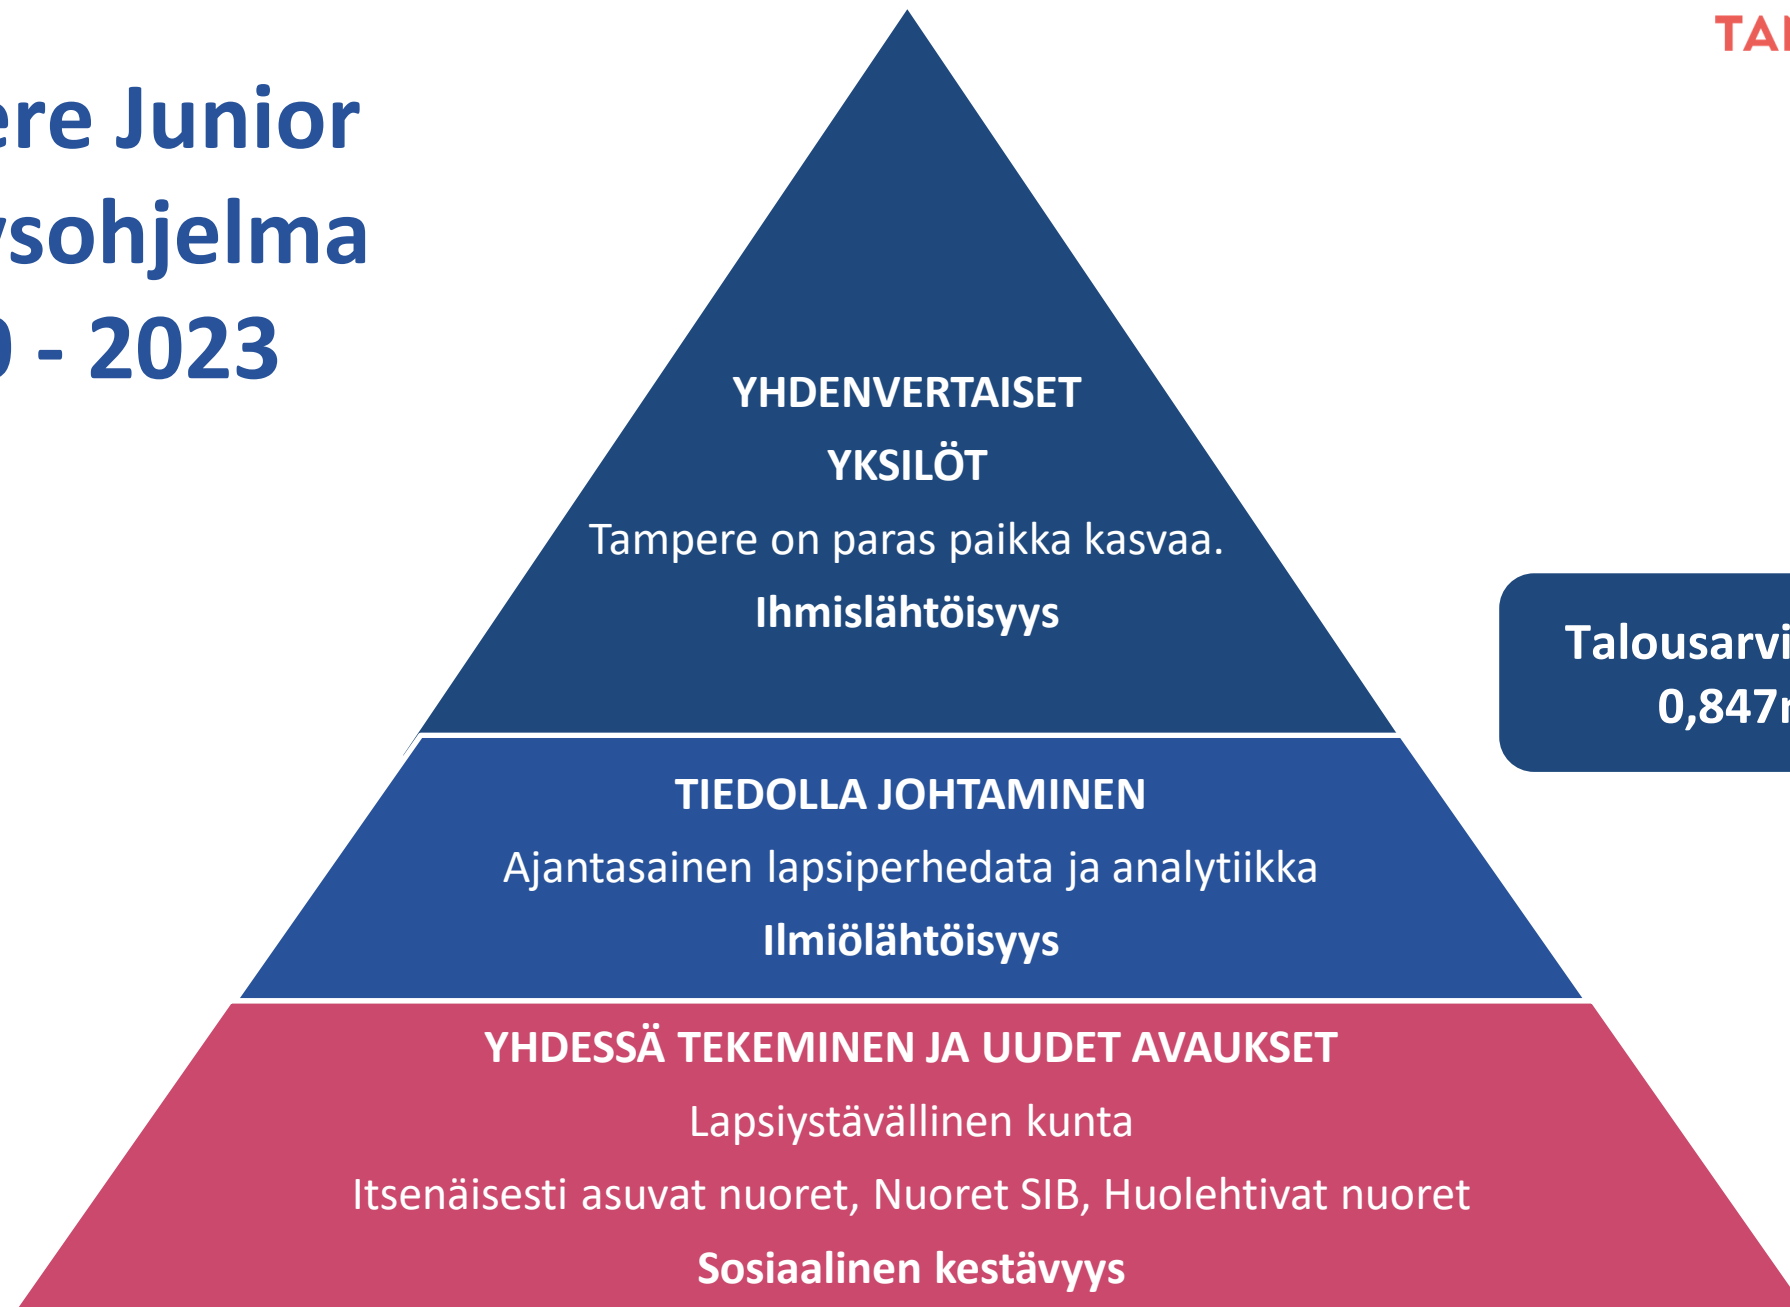 ere Junior
ysohjelma
0 - 2023
TAM
YHDENVERTAISET
YKSILÖT
Tampere on paras paikka kasvaa.
Ihmislähtöisyys
Talousarvi
0,847
TIEDOLLA JOHTAMINEN
Ajantasainen lapsiperhedata ja analytiikka
Ilmiölähtöisyys
YHDESSÄ TEKEMINEN JA UUDET AVAUKSET
Lapsiystävällinen kunta
Itsenäisesti asuvat nuoret, Nuoret SIB, Huolehtivat nuoret
Sosiaalinen kestävyys